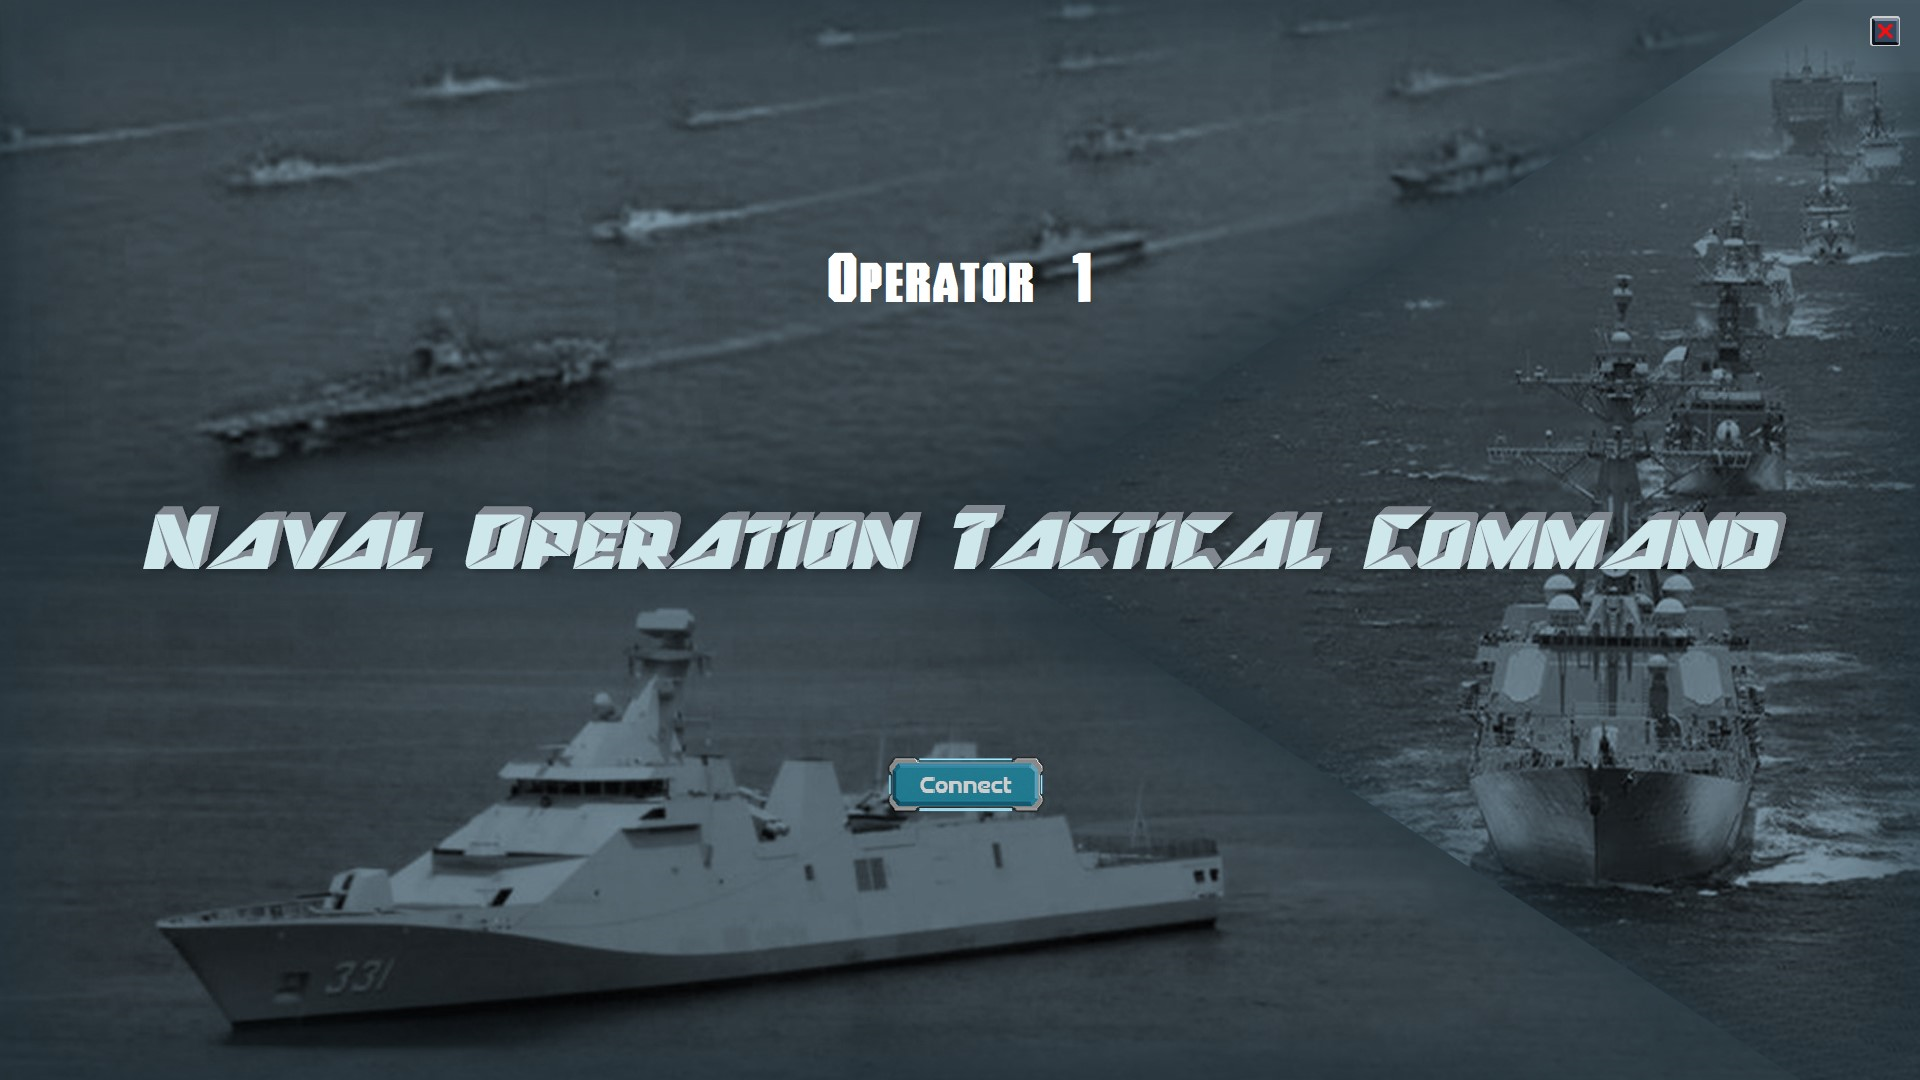 Operator 1
Naval Operation Tactical Command
Connect
331